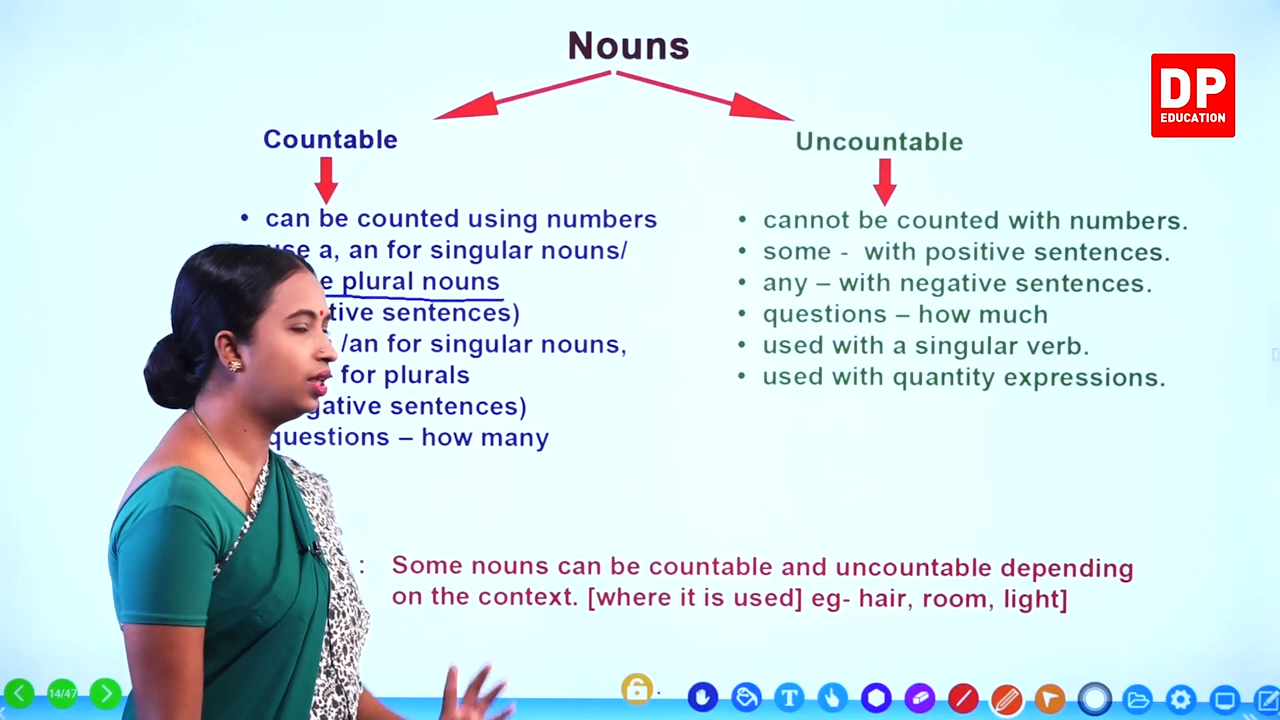 Nouns
DP
EDUCATION
Countable
• can be counted using numbers
a, an for singular nouns/
plural nouns
sentences)
/an for singular nouns,
for plurals
sentences)
questions – how many
Uncountable
• cannot be counted with numbers.
• some - with positive sentences.
• any – with negative sentences.
• questions – how much
• used with a singular verb.
• used with quantity expressions.
: Some nouns can be countable and uncountable depending
on the context. [where it is used] eg- hair, room, light]
14/47
T